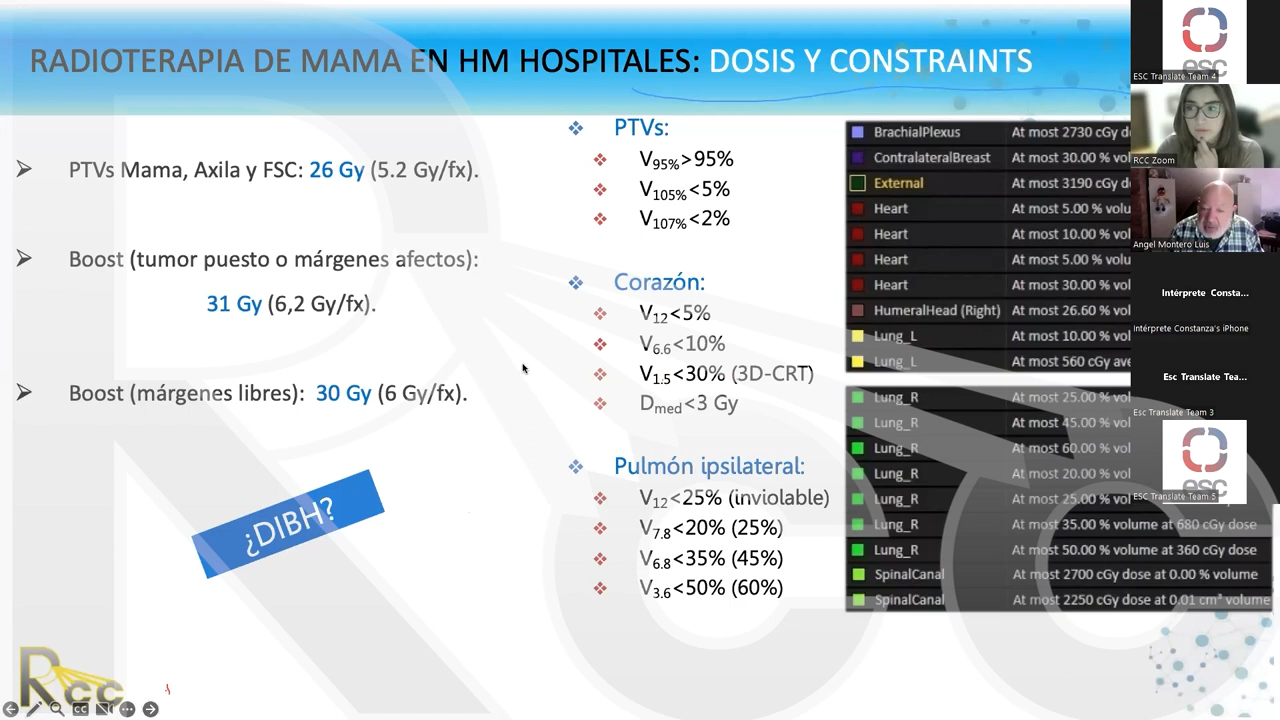 RADIOTERAPIA DE MAMA EN HM HOSPITALES: DOSIS Y CONSTRAINTS
PTVs Mama, Axila y FSC: 26 Gy (5.2 Gy/fx).
Boost (tumor puesto o márgenes afectos):
31 Gy (6,2 Gy/fx).
Boost (márgenes libres): 30 Gy (6 Gy/fx).
¿DIBH?
PTVs:
V95%>95%
V105%<5%
V107%<2%
Corazón:
V12<5%
V6.6<10%
V1.5<30% (3D-CRT)
Dmed<3 Gy
Pulmón ipsilateral:
V12<25% (inviolable)
V7.8<20% (25%)
V6.8<35% (45%)
V3.6<50% (60%)
BrachialPlexus At most 2730 cGy d
ContralateralBreast At most 30.00 % vol
External At most 3190 cGy d
Heart At most 5.00 % volu
Heart At most 10.00 % volu
Heart At most 5.00 % volu
Heart At most 30.00 % volu
HumeralHead (Right) At most 26.60 % vol
Lung_L At most 10.00 % vol
Lung_L At most 560 cGy ave
Lung_R At most 25.00 % vol
Lung_R At most 45.00 % vol
Lung_R At most 60.00 % vol
Lung_R At most 20.00 % vol
Lung_R At most 25.00 % vol
Lung_R At most 35.00 % volume at 680 cGy dose
Lung_R At most 50.00 % volume at 360 cGy dose
SpinalCanal At most 2700 cGy dose at 0.00 % volume
SpinalCanal At most 2250 cGy dose at 0.01 cm³ volume
esc
ESC Translate Team 4
RCC Zoom
Angel Montero Luis
Intérprete Consta...
Intérprete Constanza's iPhone
Esc Translate Tea...
Esc Translate Team 3
esc
ESC Translate Team 5
Rcc